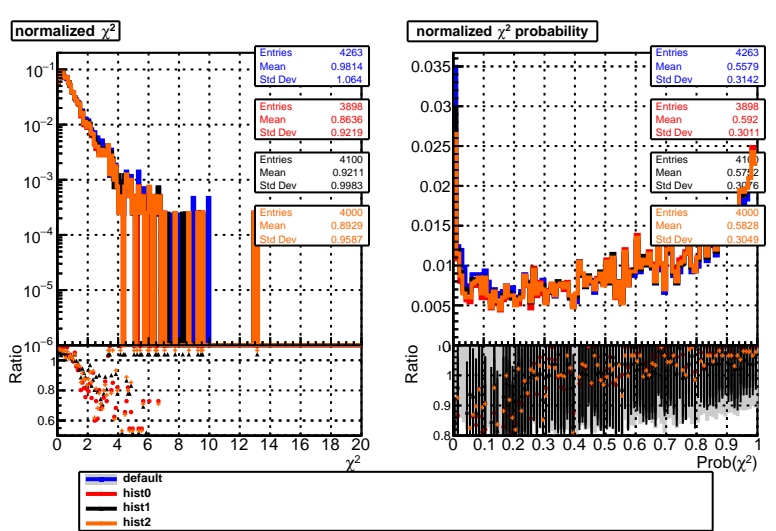 normalized χ²
Entries 4263
Mean 0.9814
Std Dev 1.064
Entries 3898
Mean 0.8636
Std Dev 0.9219
Entries 4100
Mean 0.9211
Std Dev 0.9983
Entries 4000
Mean 0.8929
Std Dev 0.9587
10⁻¹
10⁻²
10⁻³
10⁻⁴
10⁻⁵
10⁻⁶
Ratio
1
0.8
0.6
0 2 4 6 8 10 12 14 16 18 20
χ²
normalized χ² probability
Entries 4263
Mean 0.5579
Std Dev 0.3142
Entries 3898
Mean 0.592
Std Dev 0.3011
Entries 4100
Mean 0.5752
Std Dev 0.3076
Entries 4000
Mean 0.5828
Std Dev 0.3049
0.035
0.03
0.025
0.02
0.015
0.01
0.005
Ratio
1
0.9
0.8
0 0.1 0.2 0.3 0.4 0.5 0.6 0.7 0.8 0.9 1
Prob(χ²)
default
hist0
hist1
hist2